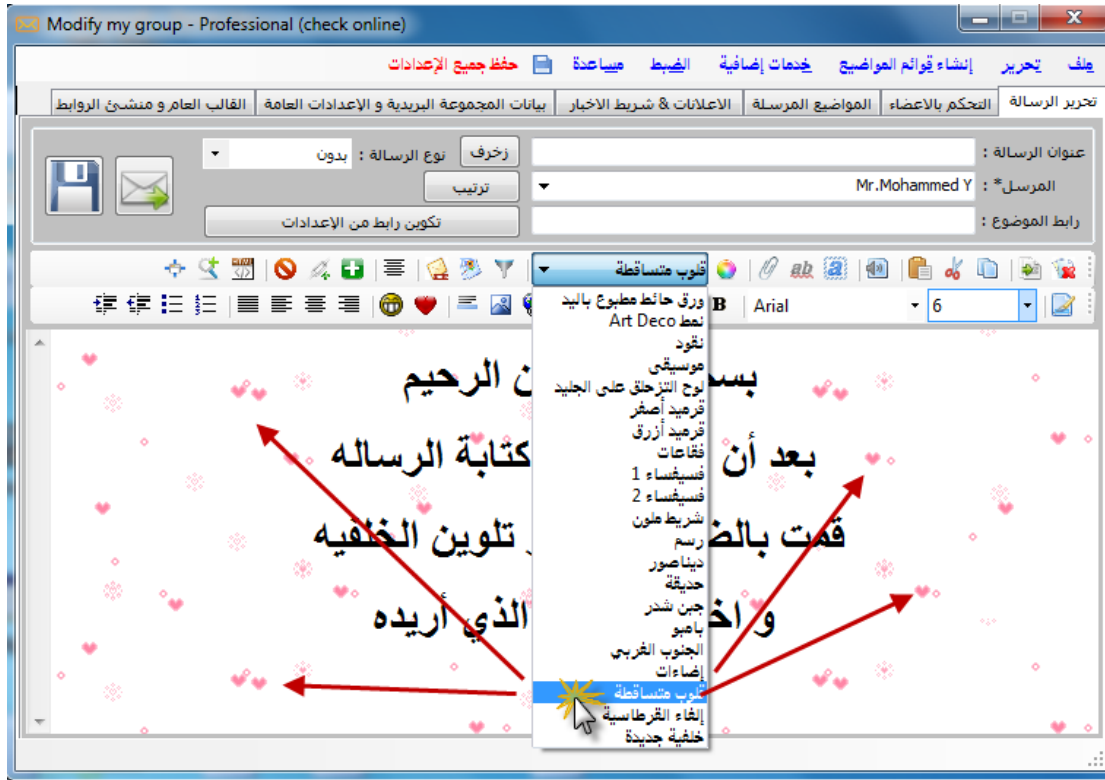 Modify my group - Professional (check online)
ملف تحرير إنشاء قوائم المواضيع خدمات إضافية الضبط مساعدة حفظ جميع الإعدادات
تحرير الرسالة التحكم بالاعضاء المواضيع المرسلة الاعلانات & شريط الاخبار بيانات المجموعة البريدية و الإعدادات العامة القالب العام و منشئ الروابط
عنوان الرسالة : زخرف نوع الرسالة : بدون
المرسل* : Mr.Mohammed Y ترتيب
رابط الموضوع : تكوين رابط من الإعدادات
قلوب متساقطة
B Arial 6
ورق حائط مطبوع باليد
نمط Art Deco
نقود
موسيقى
لوح التزحلق على الجليد
قرميد أصفر
قرميد أزرق
فقاعات
فسيفساء 1
فسيفساء 2
شريط ملون
رسم
ديناصور
حديقة
جبن شدر
بامبو
الجنوب الغربي
إضاءات
قلوب متساقطة
إلغاء القرطاسية
خلفية جديدة
الرحيم
بعد أن كتابة الرساله
قمت تلوين الخلفيه
الذي أريده